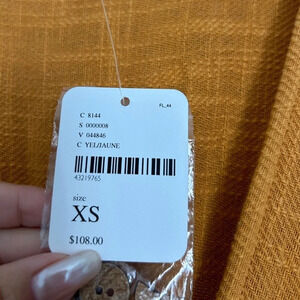 FL_44
C 8144
S 0000008
V 044846
C YEL/JAUNE
43219765
size
XS
$108.00